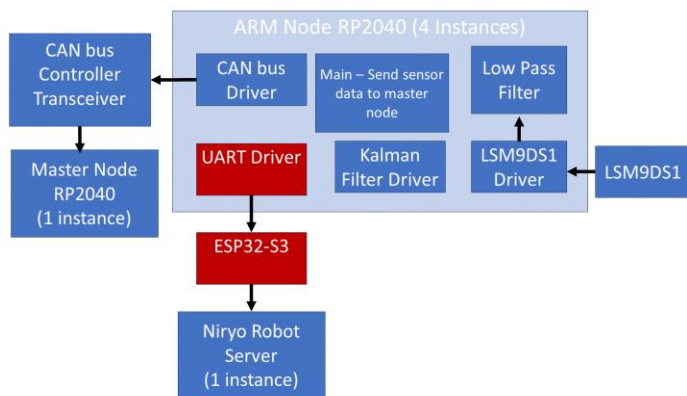 ARM Node RP2040 (4 Instances)
CAN bus
Controller
Transceiver
CAN bus
Driver
Main – Send sensor
data to master
node
Low Pass
Filter
Master Node
RP2040
(1 instance)
UART Driver
Kalman
Filter Driver
LSM9DS1
Driver
LSM9DS1
ESP32-S3
Niryo Robot
Server
(1 instance)